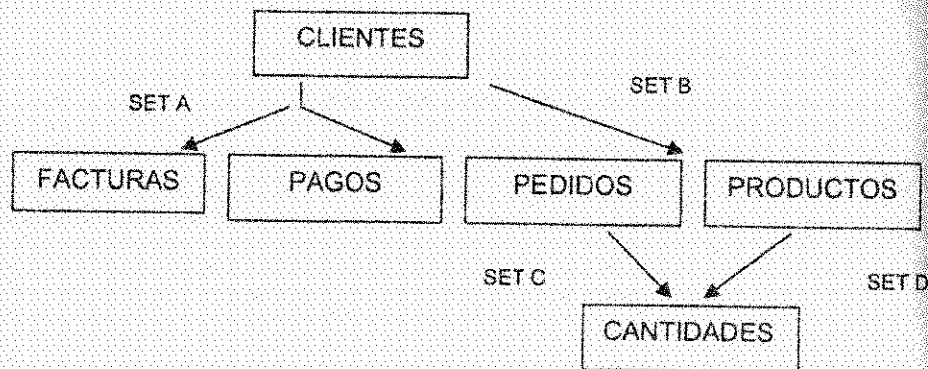 CLIENTES
SET A
SET B
FACTURAS
PAGOS
PEDIDOS
PRODUCTOS
SET C
SET D
CANTIDADES